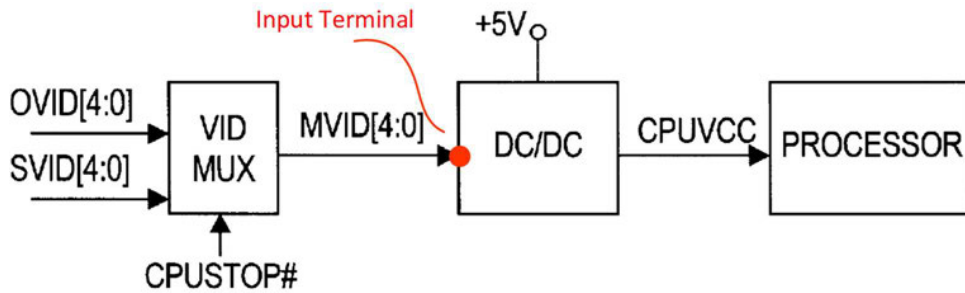 Input Terminal
+5V
OVID[4:0]
SVID[4:0]
VID
MUX
MVID[4:0]
DC/DC
CPUVCC
PROCESSOR
CPUSTOP#